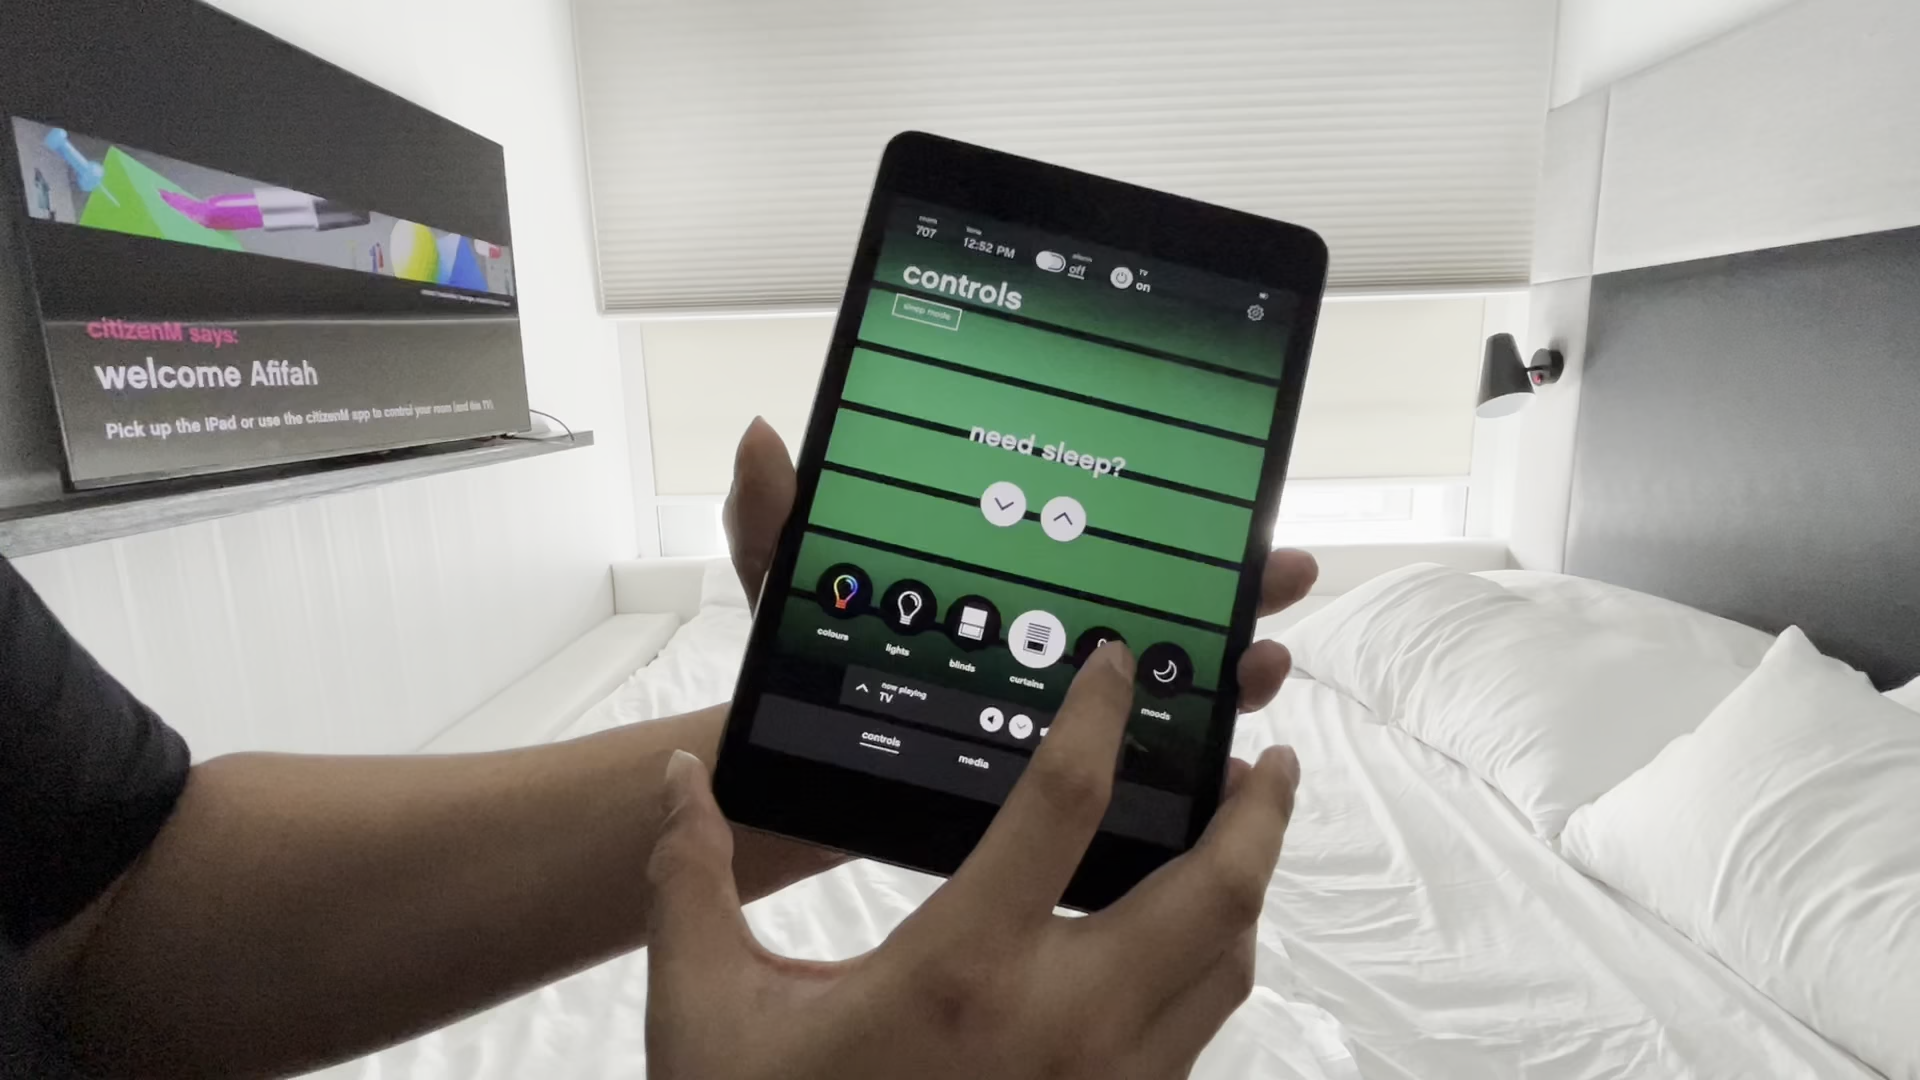 citizenM says:
welcome Afifah
Pick up the iPad or use the citizenM app to control your room (and this TV)
room
707
time
12:52 PM
alarm
off
TV
on
controls
sleep mode
need sleep?
colours
lights
blinds
curtains
moods
now playing
TV
controls
media